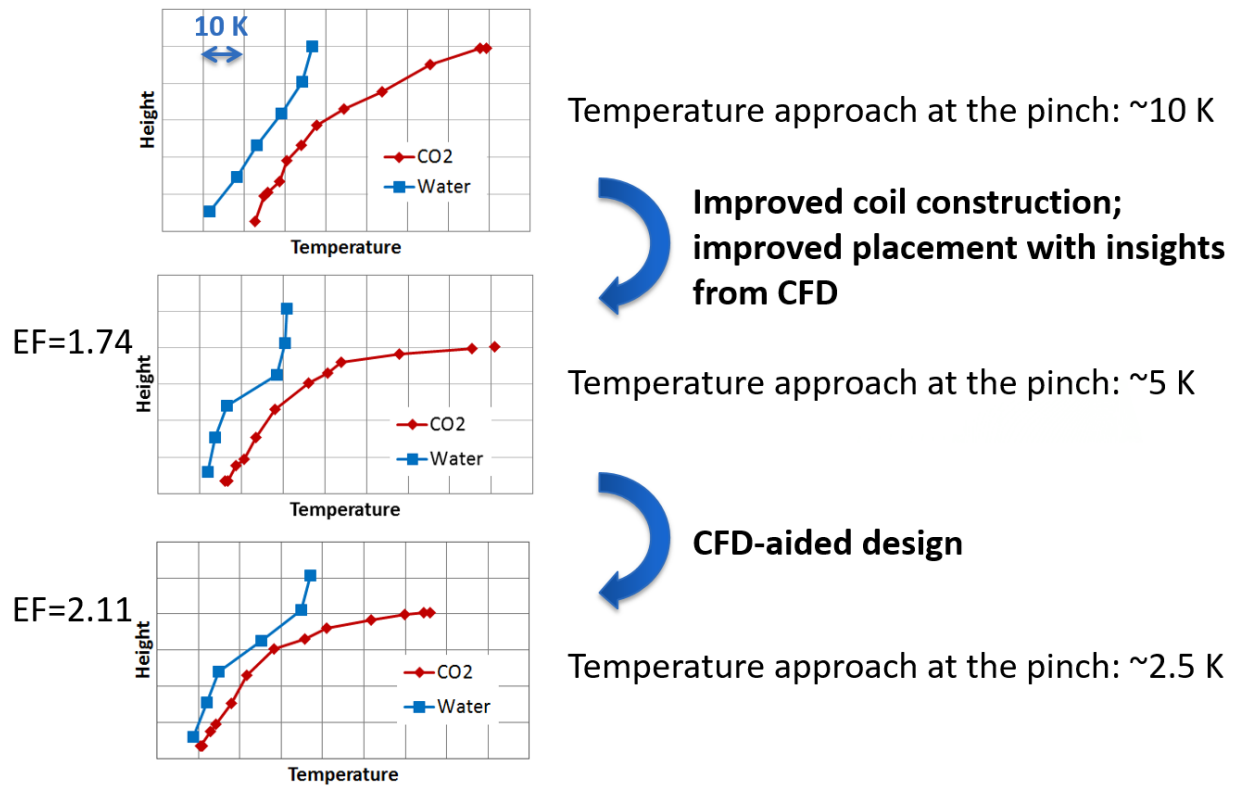 10 K
Height
CO2
Water
Temperature
Temperature approach at the pinch: ~10 K
Improved coil construction;
improved placement with insights
from CFD
EF=1.74
Height
CO2
Water
Temperature
Temperature approach at the pinch: ~5 K
CFD-aided design
EF=2.11
Height
CO2
Water
Temperature
Temperature approach at the pinch: ~2.5 K